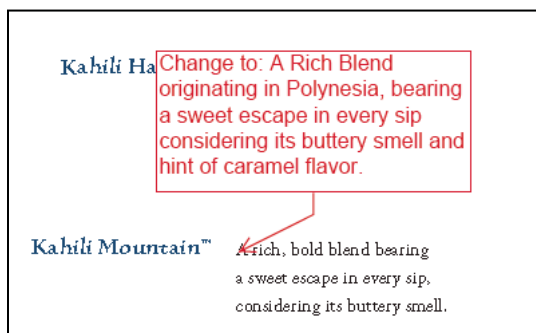 Kahili Ha
Change to: A Rich Blend
originating in Polynesia, bearing
a sweet escape in every sip
considering its buttery smell and
hint of caramel flavor.
Kahili Mountain™
A rich, bold blend bearing
a sweet escape in every sip,
considering its buttery smell.